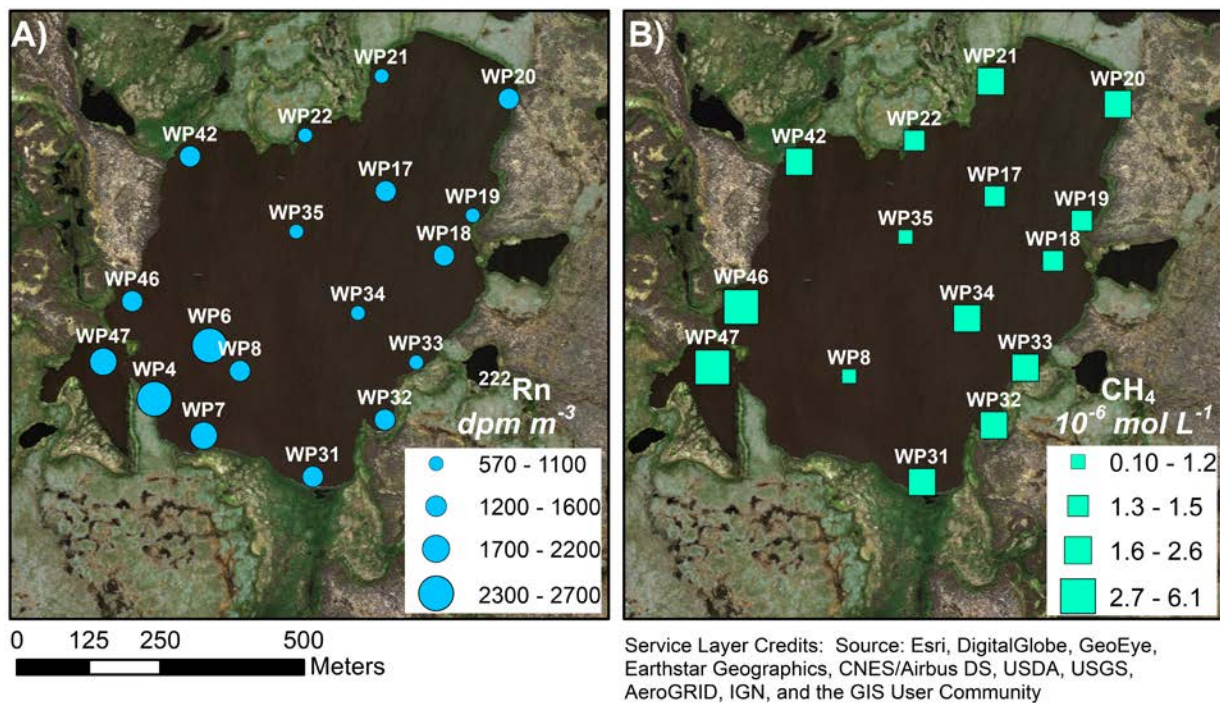 A)
WP21
WP20
WP22
WP42
WP17
WP19
WP35
WP18
WP46
WP34
WP6
WP47
WP8
WP33
WP4
WP7
WP32
WP31
²²²Rn
dpm m⁻³
570 - 1100
1200 - 1600
1700 - 2200
2300 - 2700
B)
WP21
WP20
WP22
WP42
WP17
WP19
WP35
WP18
WP46
WP34
WP47
WP8
WP33
WP32
WP31
CH₄
10⁻⁶ mol L⁻¹
0.10 - 1.2
1.3 - 1.5
1.6 - 2.6
2.7 - 6.1
0 125 250 500
Meters
Service Layer Credits: Source: Esri, DigitalGlobe, GeoEye,
Earthstar Geographics, CNES/Airbus DS, USDA, USGS,
AeroGRID, IGN, and the GIS User Community